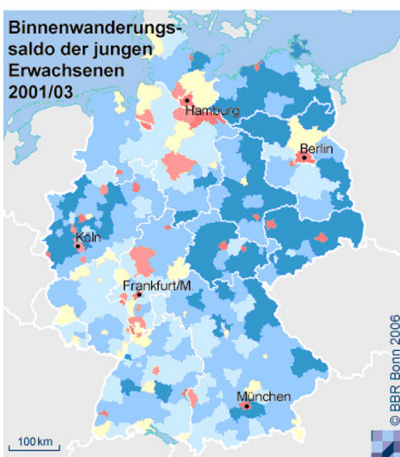 Binnenwanderungs-
saldo der jungen
Erwachsenen
2001/03
Hamburg
Berlin
Köln
Frankfurt/M.
München
100 km
© BBR Bonn 2006